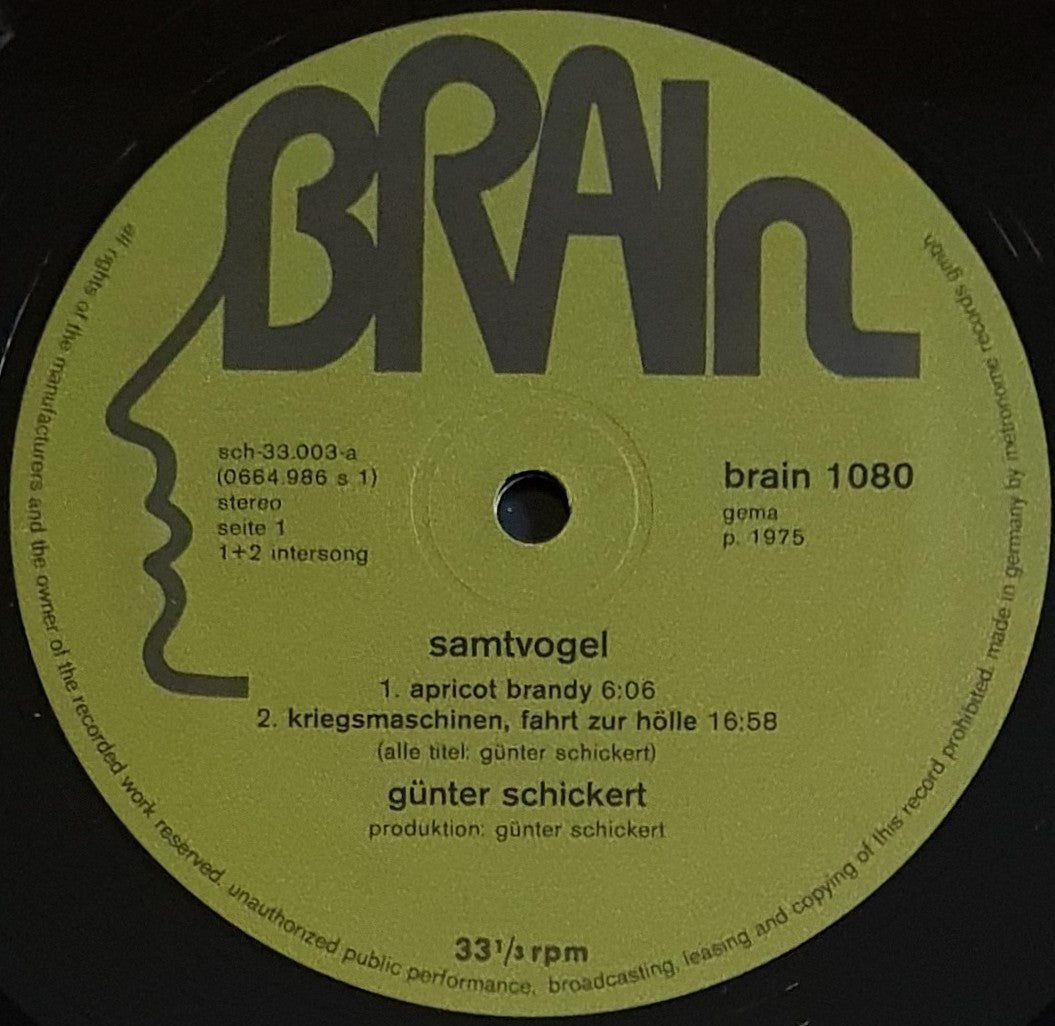 BRAIn
sch-33.003-a
(0664.986 s 1)
stereo
seite 1
1+2 intersong
brain 1080
gema
p. 1975
samtvogel
1. apricot brandy 6:06
2. kriegsmaschinen, fahrt zur hölle 16:58
(alle titel: günter schickert)
günter schickert
produktion: günter schickert
33 1/3 rpm
all rights of the manufacturers and the owner of the recorded work reserved. unauthorized public performance, broadcasting, leasing and copying of this record prohibited. made in germany by metronome records gmbh